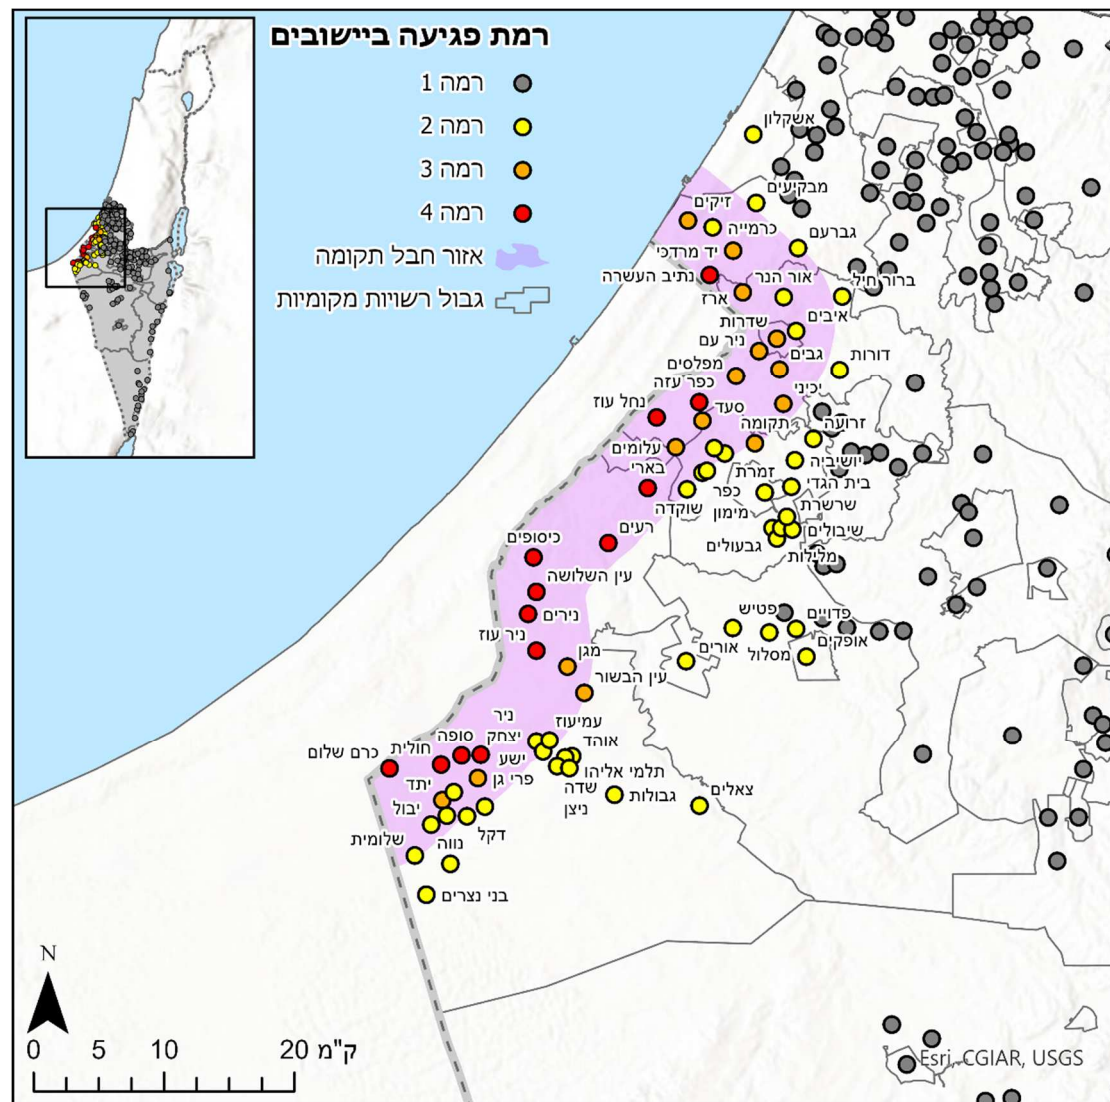 רמת פגיעה ביישובים
רמה 1
רמה 2
רמה 3
רמה 4
אזור חבל תקומה
גבול רשויות מקומיות
אשקלון
מבקיעים
זיקים
כרמייה
גברעם
יד מרדכי
נתיב העשרה
אור הנר
ברור חיל
ארז
איבים
שדרות
ניר עם
גבים
דורות
מפלסים
כפר עזה
יכיני
נחל עוז
סעד
תקומה
זרועה
עלומים
יושיביה
בארי
זמרת
בית הגדי
כפר
מימון
שוקדה
שרשרת
שיבולים
רעים
גבעולים
מלילות
כיסופים
עין השלושה
נירים
פטיש
פדויים
ניר עוז
אופקים
אורים
מסלול
מגן
עין הבשור
ניר
יצחק
עמיעוז
סופה
אוהד
חולית
כרם שלום
ישע
תלמי אליהו
יתד
פרי גן
שדה
ניצן
גבולות
צאלים
יבול
דקל
שלומית
נווה
בני נצרים
N
0 5 10 20 ק"מ
Esri, CGIAR, USGS